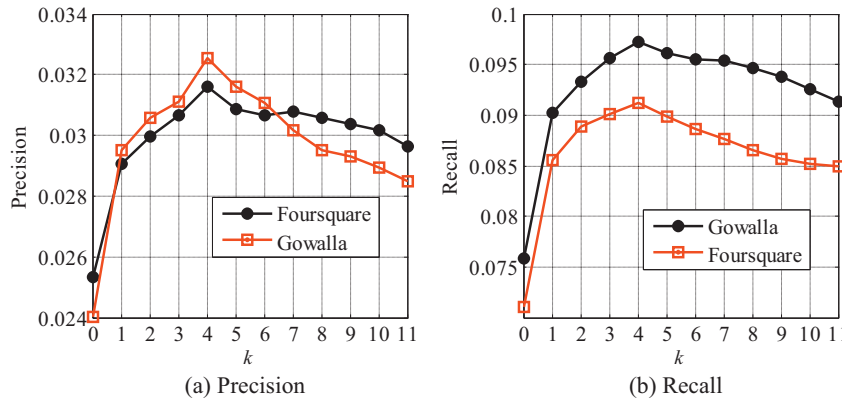 0.034
0.032
0.03
0.028
0.026
0.024
Precision
Foursquare
Gowalla
0 1 2 3 4 5 6 7 8 9 10 11
k
(a) Precision
0.1
0.095
0.09
0.085
0.08
0.075
Recall
Gowalla
Foursquare
0 1 2 3 4 5 6 7 8 9 10 11
k
(b) Recall